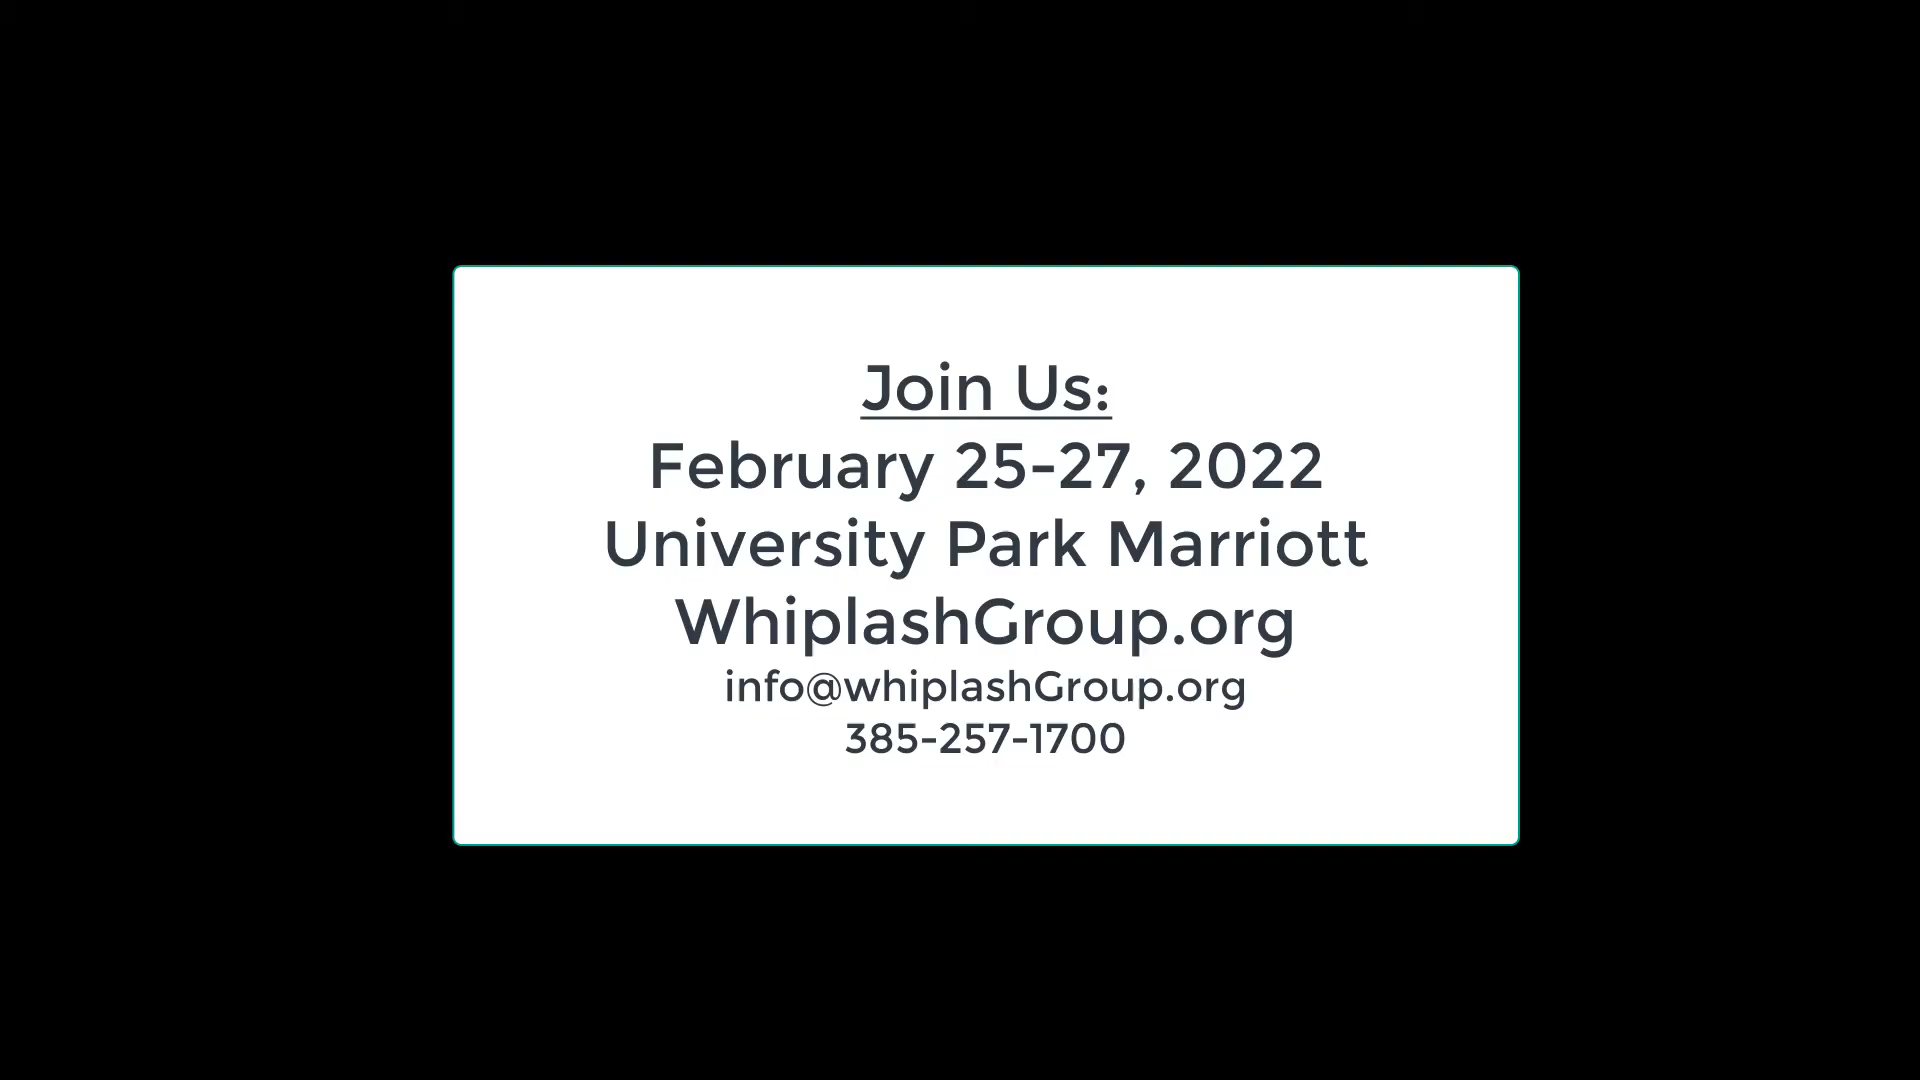 Join Us:
February 25-27, 2022
University Park Marriott
WhiplashGroup.org
info@whiplashGroup.org
385-257-1700